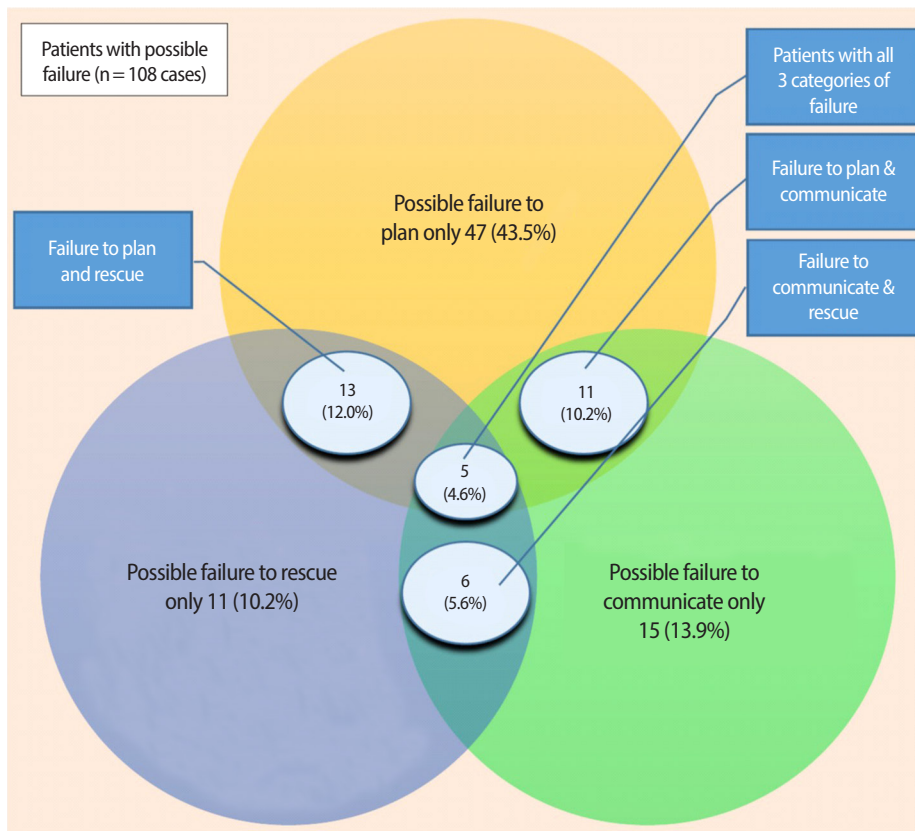 Patients with possible
failure (n = 108 cases)
Patients with all
3 categories of
failure
Failure to plan &
communicate
Failure to
communicate &
rescue
Failure to plan
and rescue
Possible failure to
plan only 47 (43.5%)
13
(12.0%)
11
(10.2%)
5
(4.6%)
6
(5.6%)
Possible failure to rescue
only 11 (10.2%)
Possible failure to
communicate only
15 (13.9%)